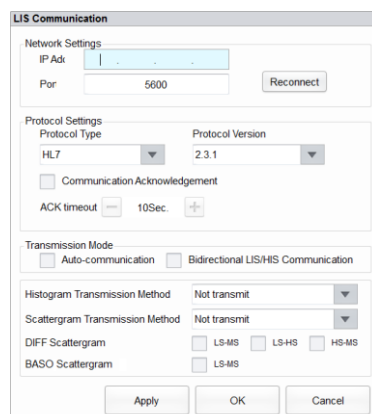 LIS Communication
Network Settings
IP Adc
. . .
Por 5600 Reconnect
Protocol Settings
Protocol Type Protocol Version
HL7 2.3.1
Communication Acknowledgement
ACK timeout 10Sec.
Transmission Mode
Auto-communication Bidirectional LIS/HIS Communication
Histogram Transmission Method Not transmit
Scattergram Transmission Method Not transmit
DIFF Scattergram LS-MS LS-HS HS-MS
BASO Scattergram LS-MS
Apply OK Cancel